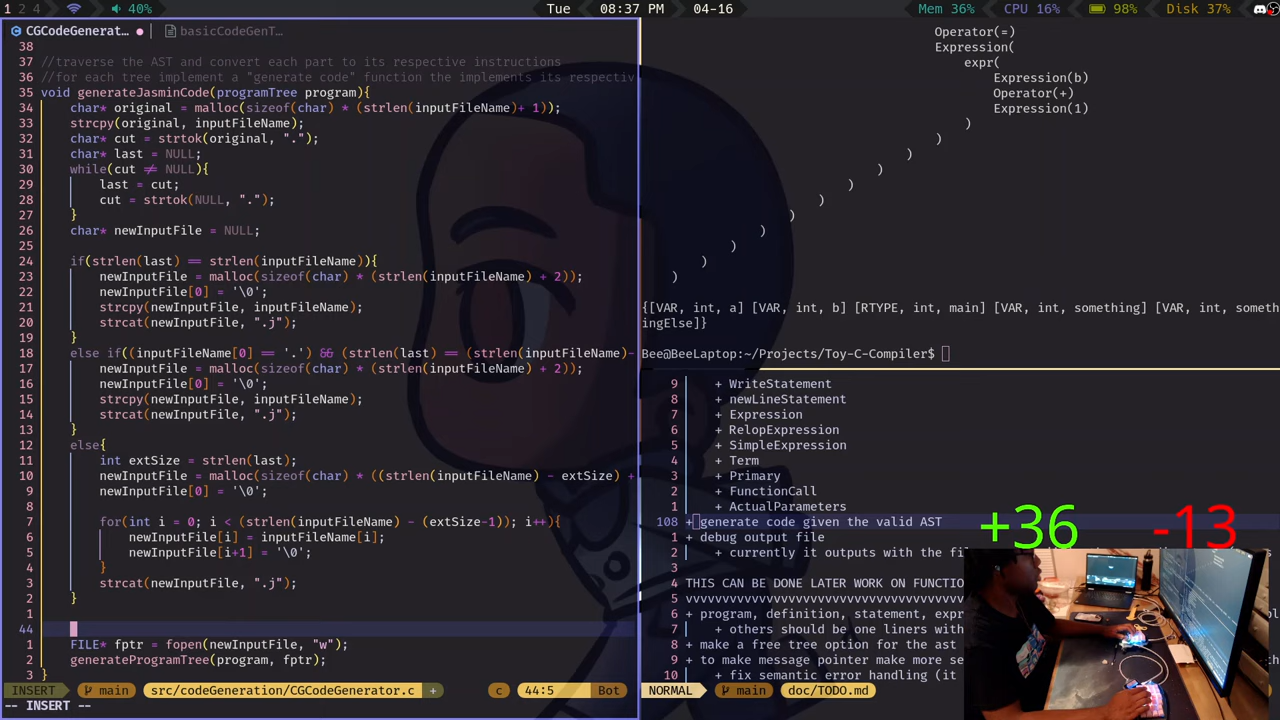 1 2 4 40% Tue 08:37 PM 04-16 Mem 36% CPU 16% 98% Disk 37%
CGCodeGenerat… ● basicCodeGenT…
38
37 //traverse the AST and convert each part to its respective instructions
36 //for each tree implement a "generate code" function the implements its respectiv
35 void generateJasminCode(programTree program){
34 char* original = malloc(sizeof(char) * (strlen(inputFileName)+ 1));
33 strcpy(original, inputFileName);
32 char* cut = strtok(original, ".");
31 char* last = NULL;
30 while(cut ≠ NULL){
29 last = cut;
28 cut = strtok(NULL, ".");
27 }
26 char* newInputFile = NULL;
25
24 if(strlen(last) == strlen(inputFileName)){
23 newInputFile = malloc(sizeof(char) * (strlen(inputFileName) + 2));
22 newInputFile[0] = '\0';
21 strcpy(newInputFile, inputFileName);
20 strcat(newInputFile, ".j");
19 }
18 else if((inputFileName[0] == '.') && (strlen(last) == (strlen(inputFileName)-
17 newInputFile = malloc(sizeof(char) * (strlen(inputFileName) + 2));
16 newInputFile[0] = '\0';
15 strcpy(newInputFile, inputFileName);
14 strcat(newInputFile, ".j");
13 }
12 else{
11 int extSize = strlen(last);
10 newInputFile = malloc(sizeof(char) * ((strlen(inputFileName) - extSize) +
9 newInputFile[0] = '\0';
8
7 for(int i = 0; i < (strlen(inputFileName) - (extSize-1)); i++){
6 newInputFile[i] = inputFileName[i];
5 newInputFile[i+1] = '\0';
4 }
3 strcat(newInputFile, ".j");
2 }
1
44
1 FILE* fptr = fopen(newInputFile, "w");
2 generateProgramTree(program, fptr);
3 }
INSERT main src/codeGeneration/CGCodeGenerator.c + c 44:5 Bot
-- INSERT --
Operator(=)
Expression(
expr(
Expression(b)
Operator(+)
Expression(1)
)
)
)
)
)
)
)
)
)
)
)
{[VAR, int, a] [VAR, int, b] [RTYPE, int, main] [VAR, int, something] [VAR, int, someth
ingElse]}
Bee@BeeLaptop:~/Projects/Toy-C-Compiler$
9 + WriteStatement
8 + newLineStatement
7 + Expression
6 + RelopExpression
5 + SimpleExpression
4 + Term
3 + Primary
2 + FunctionCall
1 + ActualParameters
108 + generate code given the valid AST
1 + debug output file
2 + currently it outputs with the fi
3
4 THIS CAN BE DONE LATER WORK ON FUNCTIO
5 vvvvvvvvvvvvvvvvvvvvvvvvvvvvvvvvvvvvvv
6 + program, definition, statement, expr
7 + others should be one liners with
8 + make a free tree option for the ast
9 + to make message pointer make more se
10 + fix semantic error handling (it
NORMAL main doc/TODO.md
+36 -13